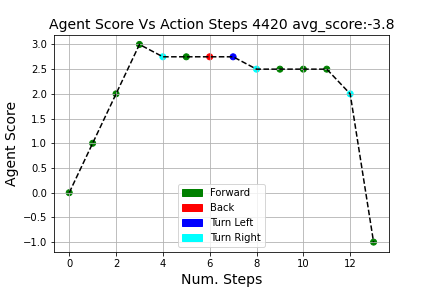 Agent Score Vs Action Steps 4420 avg_score:-3.8
Agent Score
3.0
2.5
2.0
1.5
1.0
0.5
0.0
−0.5
−1.0
Forward
Back
Turn Left
Turn Right
0 2 4 6 8 10 12
Num. Steps